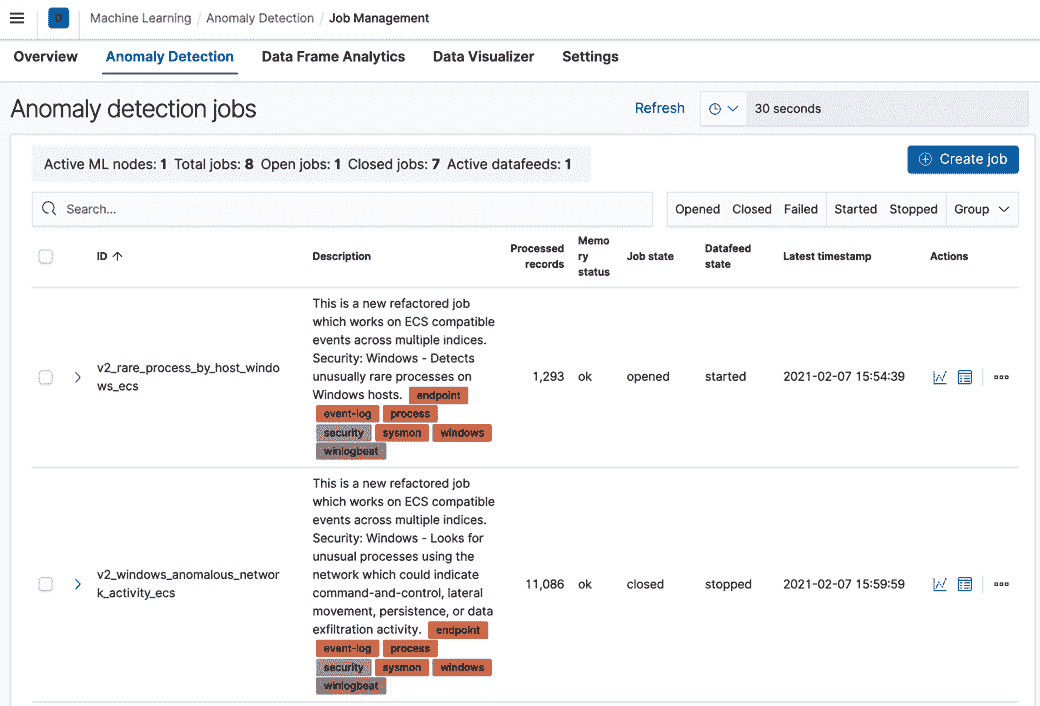 D Machine Learning / Anomaly Detection / Job Management
Overview Anomaly Detection Data Frame Analytics Data Visualizer Settings
Anomaly detection jobs Refresh 30 seconds
Active ML nodes: 1 Total jobs: 8 Open jobs: 1 Closed jobs: 7 Active datafeeds: 1 Create job
Search... Opened Closed Failed Started Stopped Group
ID Description Processed records Memo ry status Job state Datafeed state Latest timestamp Actions
v2_rare_process_by_host_windo
ws_ecs
This is a new refactored job
which works on ECS compatible
events across multiple indices.
Security: Windows - Detects
unusually rare processes on
Windows hosts. endpoint
event-log process
security sysmon windows
winlogbeat
1,293 ok opened started 2021-02-07 15:54:39
v2_windows_anomalous_networ
k_activity_ecs
This is a new refactored job
which works on ECS compatible
events across multiple indices.
Security: Windows - Looks for
unusual processes using the
network which could indicate
command-and-control, lateral
movement, persistence, or data
exfiltration activity. endpoint
event-log process
security sysmon windows
winlogbeat
11,086 ok closed stopped 2021-02-07 15:59:59